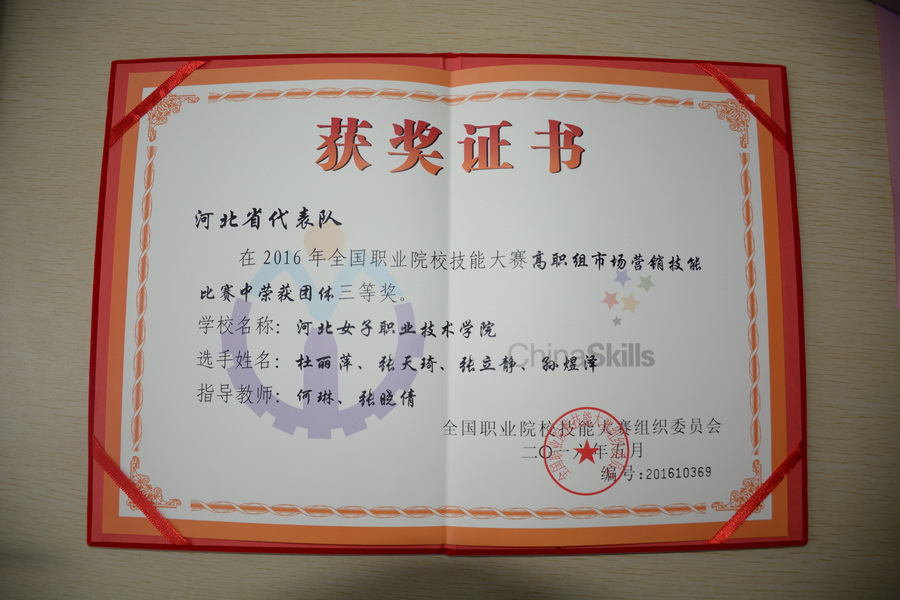 获奖证书
河北省代表队
在2016年全国职业院校技能大赛高职组市场营销技能
比赛中荣获团体三等奖。
学校名称：河北女子职业技术学院
ChinaSkills
选手姓名：杜丽萍、张天琦、张立静、孙煜泽
指导教师：何琳、张晓倩
全国职业院校技能大赛组织委员会
二〇一六年五月
编号:201610369